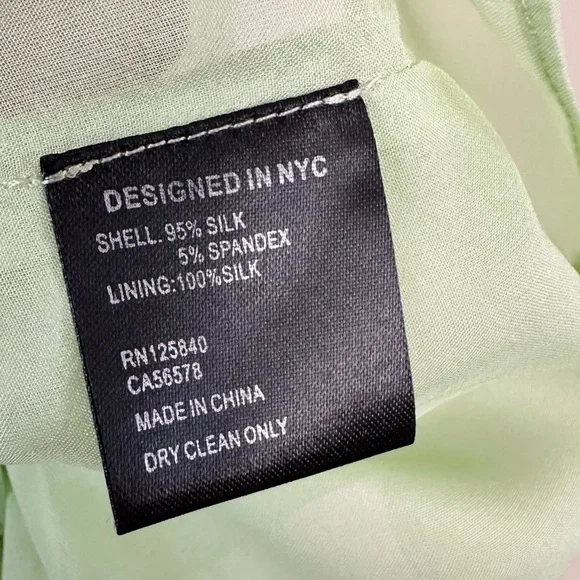 DESIGNED IN NYC
SHELL: 95% SILK
5% SPANDEX
LINING:100%SILK
RN125840
CA56578
MADE IN CHINA
DRY CLEAN ONLY